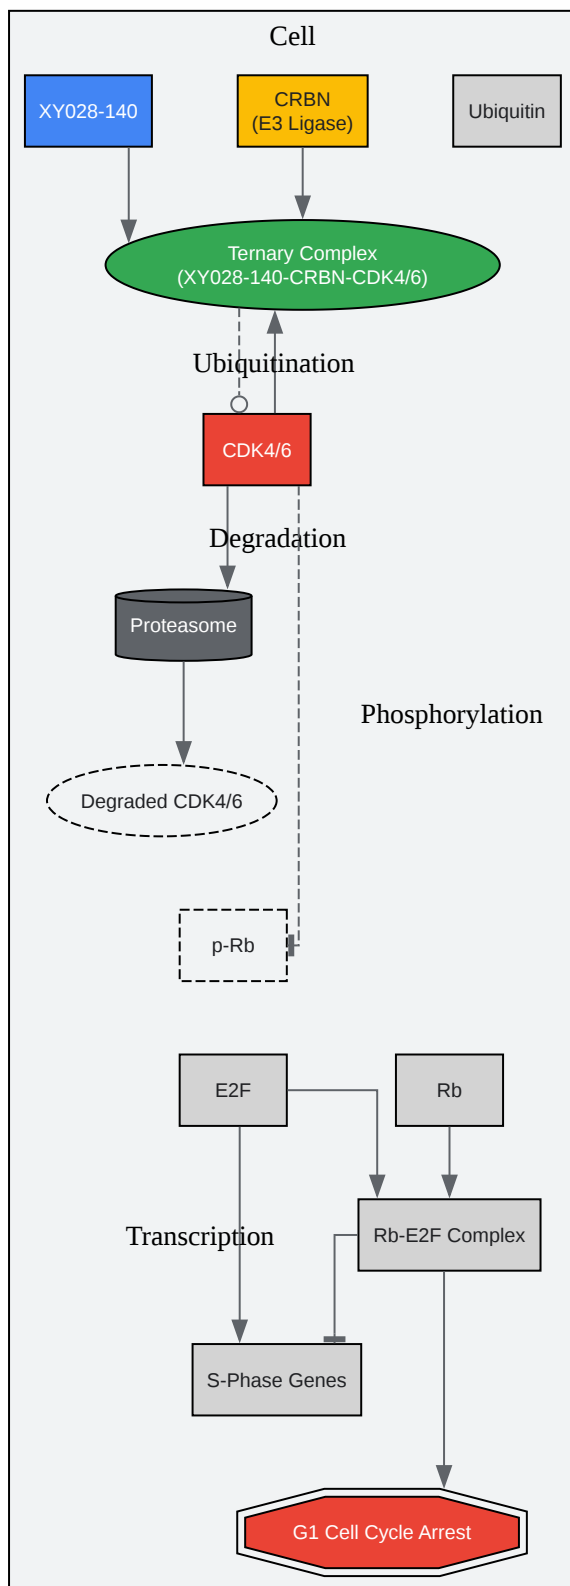 Cell
XY028-140
CRBN
(E3 Ligase)
Ubiquitin
Ternary Complex
(XY028-140-CRBN-CDK4/6)
Ubiquitination
CDK4/6
Degradation
Proteasome
Phosphorylation
Degraded CDK4/6
p-Rb
E2F
Rb
Transcription
Rb-E2F Complex
S-Phase Genes
G1 Cell Cycle Arrest